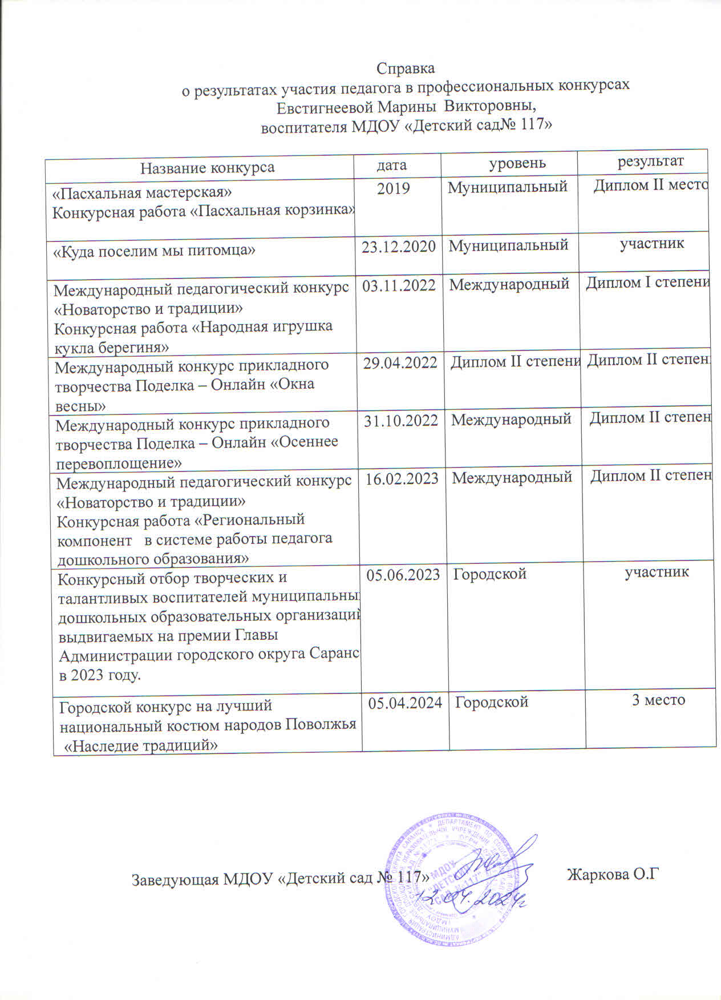 Справка
о результатах участия педагога в профессиональных конкурсах
Евстигнеевой Марины Викторовны,
воспитателя МДОУ «Детский сад№ 117»
Название конкурса дата уровень результат
«Пасхальная мастерская» 2019 Муниципальный Диплом II место
Конкурсная работа «Пасхальная корзинка»
«Куда поселим мы питомца» 23.12.2020 Муниципальный участник
Международный педагогический конкурс 03.11.2022 Международный Диплом I степени
«Новаторство и традиции»
Конкурсная работа «Народная игрушка
кукла берегиня»
Международный конкурс прикладного 29.04.2022 Диплом II степени Диплом II степен
творчества Поделка – Онлайн «Окна
весны»
Международный конкурс прикладного 31.10.2022 Международный Диплом II степен
творчества Поделка – Онлайн «Осеннее
перевоплощение»
Международный педагогический конкурс 16.02.2023 Международный Диплом II степен
«Новаторство и традиции»
Конкурсная работа «Региональный
компонент в системе работы педагога
дошкольного образования»
Конкурсный отбор творческих и 05.06.2023 Городской участник
талантливых воспитателей муниципальны
дошкольных образовательных организаций
выдвигаемых на премии Главы
Администрации городского округа Саранс
в 2023 году.
Городской конкурс на лучший 05.04.2024 Городской 3 место
национальный костюм народов Поволжья
«Наследие традиций»
Заведующая МДОУ «Детский сад № 117» Жаркова О.Г
МДОУ
"ДЕТСКИЙ
САД №117"
12.04.2024г